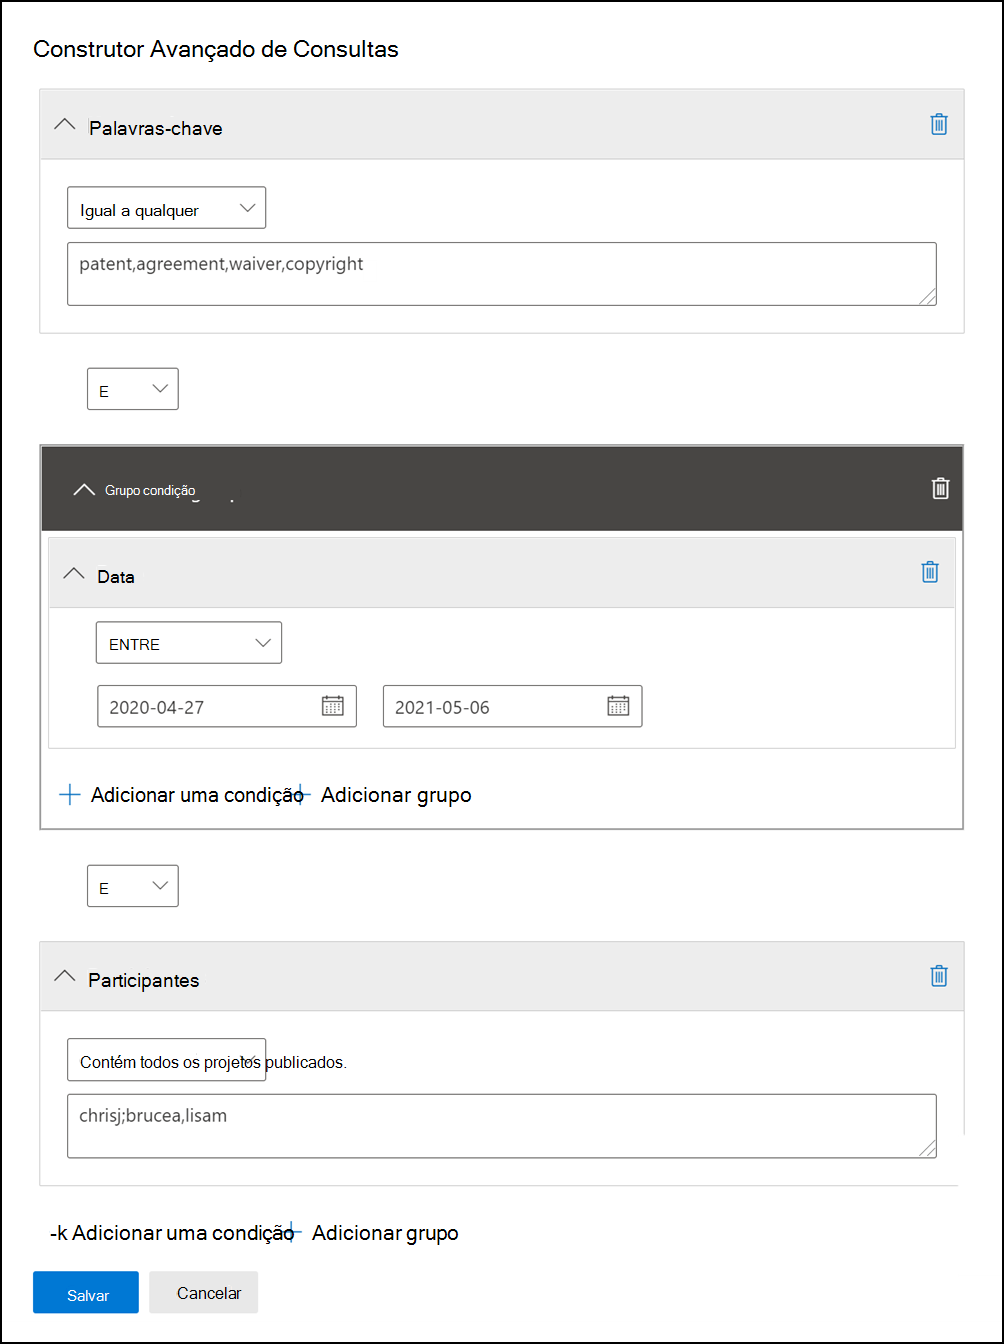 Construtor Avançado de Consultas
Palavras-chave
Igual a qualquer
patent,agreement,waiver,copyright
E
Grupo condição
Data
ENTRE
2020-04-27 2021-05-06
Adicionar uma condição Adicionar grupo
E
Participantes
Contém todos os projetos publicados.
chrisj;brucea,lisam
-k Adicionar uma condição Adicionar grupo
Salvar Cancelar